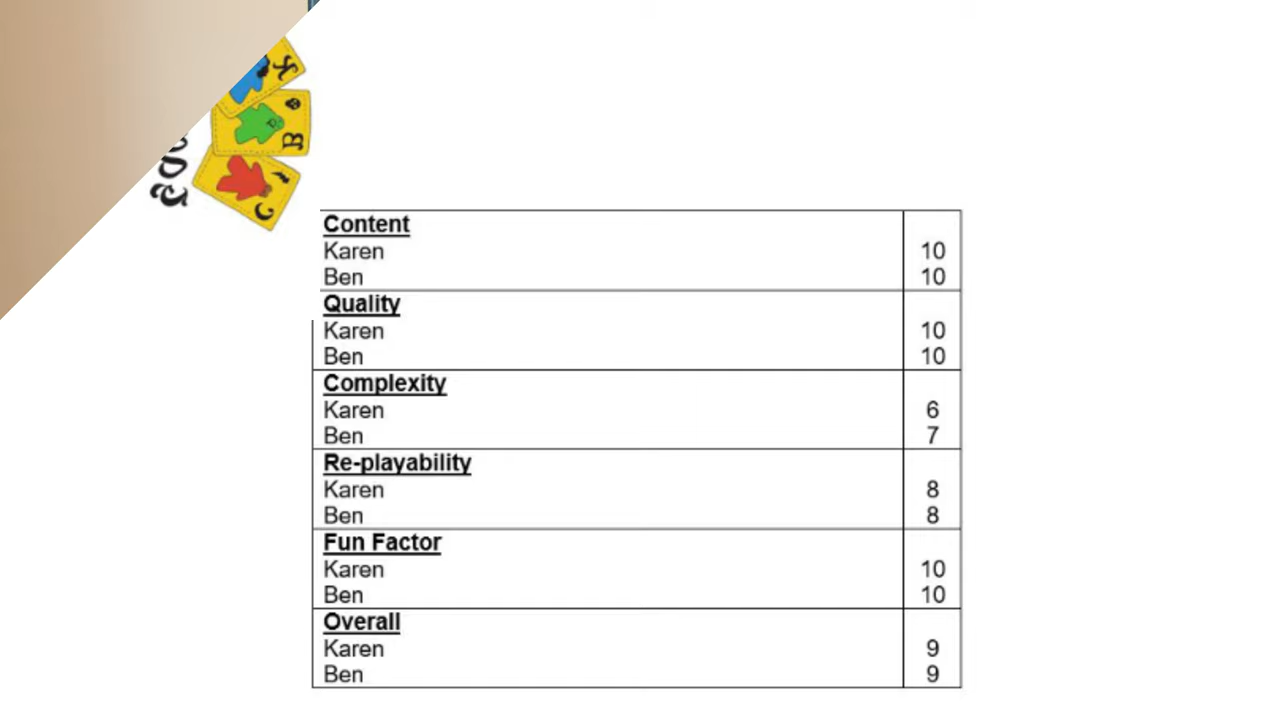 K
B
C
Content
Karen 10
Ben 10
Quality
Karen 10
Ben 10
Complexity
Karen 6
Ben 7
Re-playability
Karen 8
Ben 8
Fun Factor
Karen 10
Ben 10
Overall
Karen 9
Ben 9